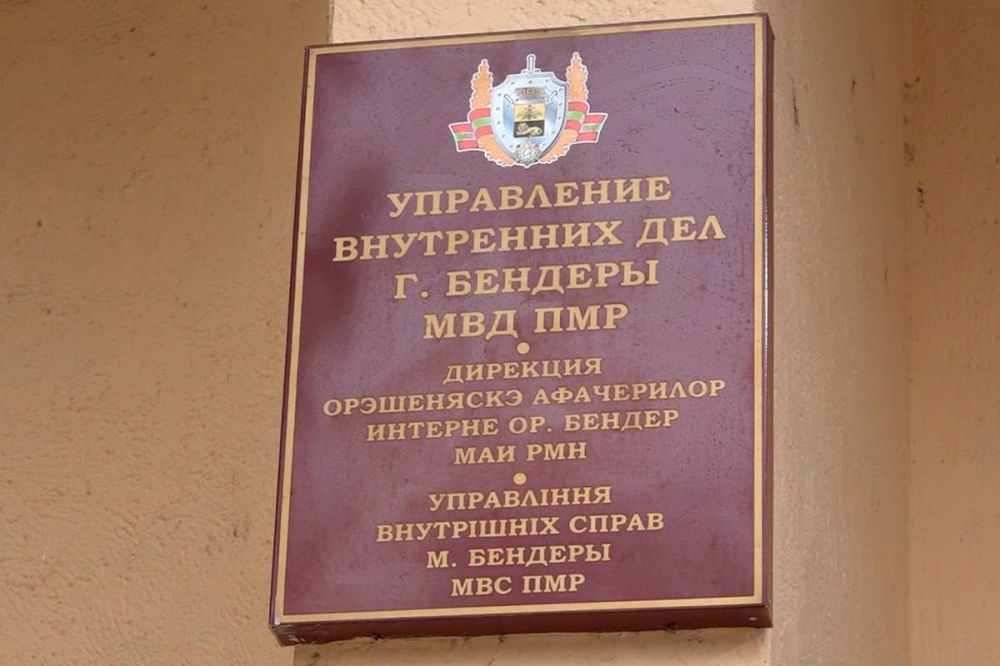 УПРАВЛЕНИЕ
ВНУТРЕННИХ ДЕЛ
Г. БЕНДЕРЫ
МВД ПМР
ДИРЕКЦИЯ
ОРЭШЕНЯСКЭ АФАЧЕРИЛОР
ИНТЕРНЕ ОР. БЕНДЕР
МАИ РМН
УПРАВЛІННЯ
ВНУТРІШНІХ СПРАВ
М. БЕНДЕРЫ
МВС ПМР